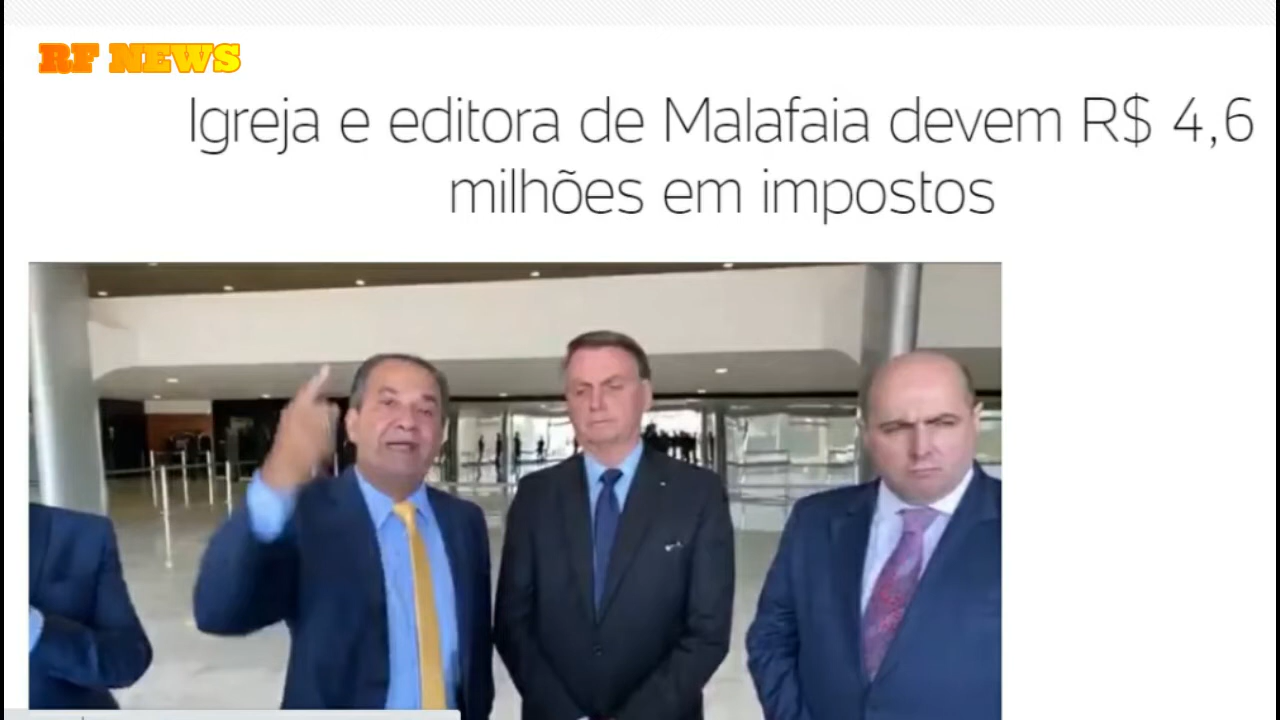 RF NEWS
Igreja e editora de Malafaia devem R$ 4,6
milhões em impostos